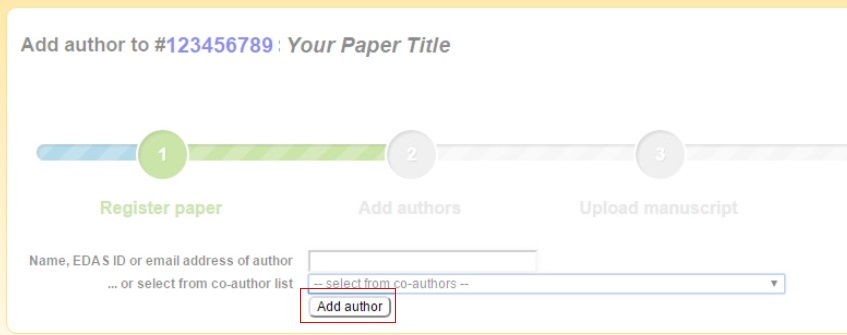 Add author to #123456789 : Your Paper Title
1 2 3
Register paper Add authors Upload manuscript
Name, EDAS ID or email address of author
... or select from co-author list -- select from co-authors --
Add author